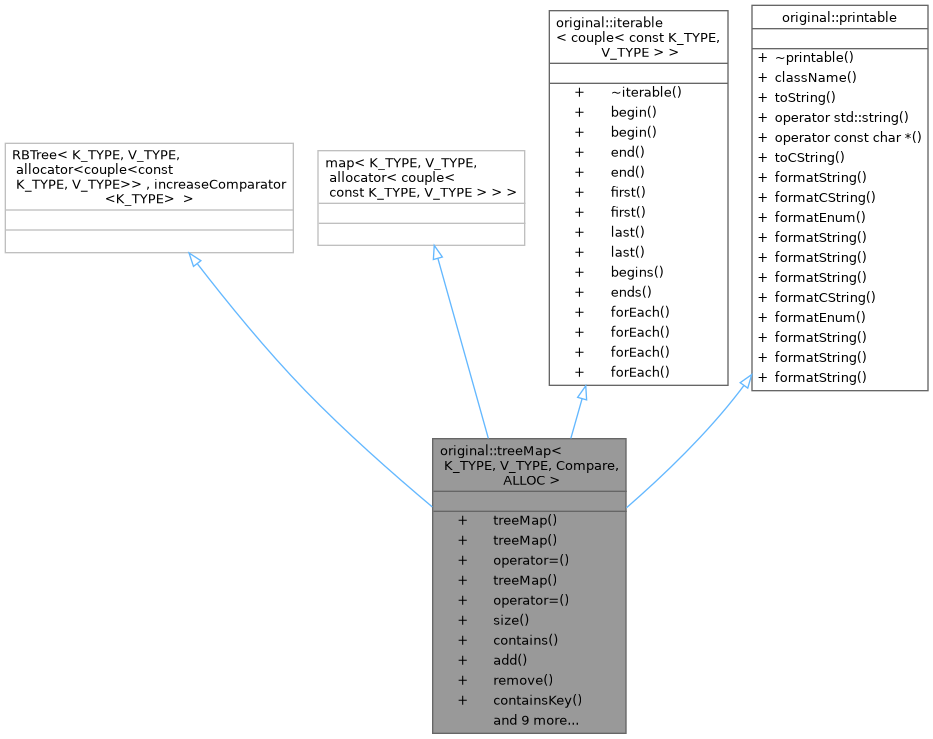 RBTree< K_TYPE, V_TYPE,
allocator<couple<const
K_TYPE, V_TYPE>> , increaseComparator
<K_TYPE>  >
map< K_TYPE, V_TYPE,
allocator< couple<
const K_TYPE, V_TYPE > > >
original::iterable
< couple< const K_TYPE,
V_TYPE > >
+ ~iterable()
+ begin()
+ begin()
+ end()
+ end()
+ first()
+ first()
+ last()
+ last()
+ begins()
+ ends()
+ forEach()
+ forEach()
+ forEach()
+ forEach()
original::printable
+ ~printable()
+ className()
+ toString()
+ operator std::string()
+ operator const char *()
+ toCString()
+ formatString()
+ formatCString()
+ formatEnum()
+ formatString()
+ formatString()
+ formatString()
+ formatCString()
+ formatEnum()
+ formatString()
+ formatString()
+ formatString()
original::treeMap<
K_TYPE, V_TYPE, Compare,
ALLOC >
+ treeMap()
+ treeMap()
+ operator=()
+ treeMap()
+ operator=()
+ size()
+ contains()
+ add()
+ remove()
+ containsKey()
and 9 more...